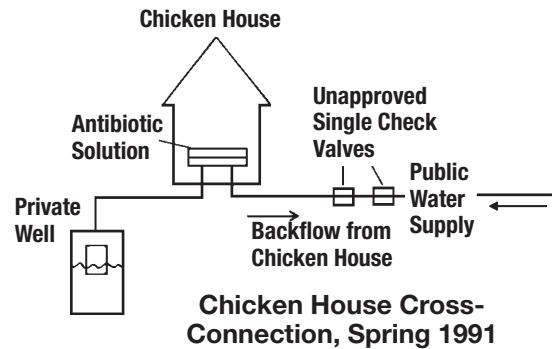 Chicken House
Antibiotic
Solution
Unapproved
Single Check
Valves
Public
Water
Supply
Private
Well
Backflow from
Chicken House
Chicken House Cross-
Connection, Spring 1991